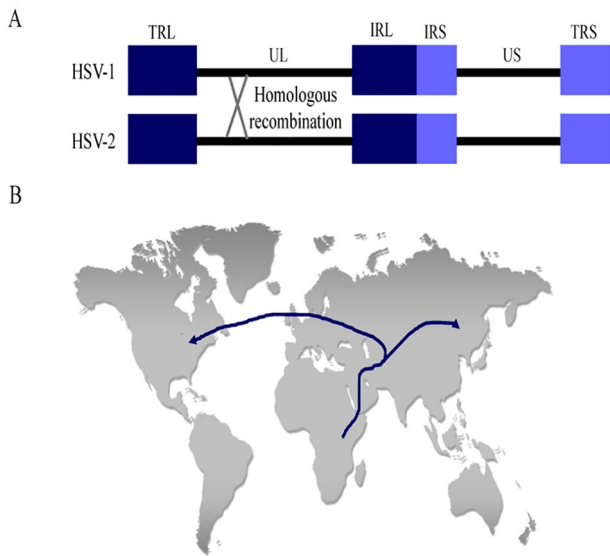 A
TRL UL IRL IRS US TRS
HSV-1
Homologous
recombination
HSV-2
B